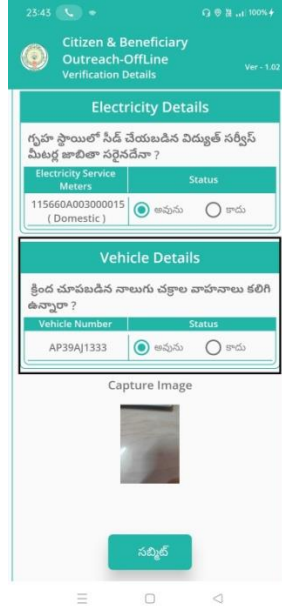 23:43
100%
Citizen & Beneficiary
Outreach-OffLine
Verification Details
Ver - 1.02
Electricity Details
గృహ స్థాయిలో సీడ్ చేయబడిన విద్యుత్ సర్వీస్
మీటర్ల జాబితా సరైనదేనా ?
Electricity Service Meters
Status
115660A003000015
( Domestic )
అవును
కాదు
Vehicle Details
క్రింద చూపబడిన నాలుగు చక్రాల వాహనాలు కలిగి
ఉన్నారా ?
Vehicle Number
Status
AP39AJ1333
అవును
కాదు
Capture Image
సబ్మిట్